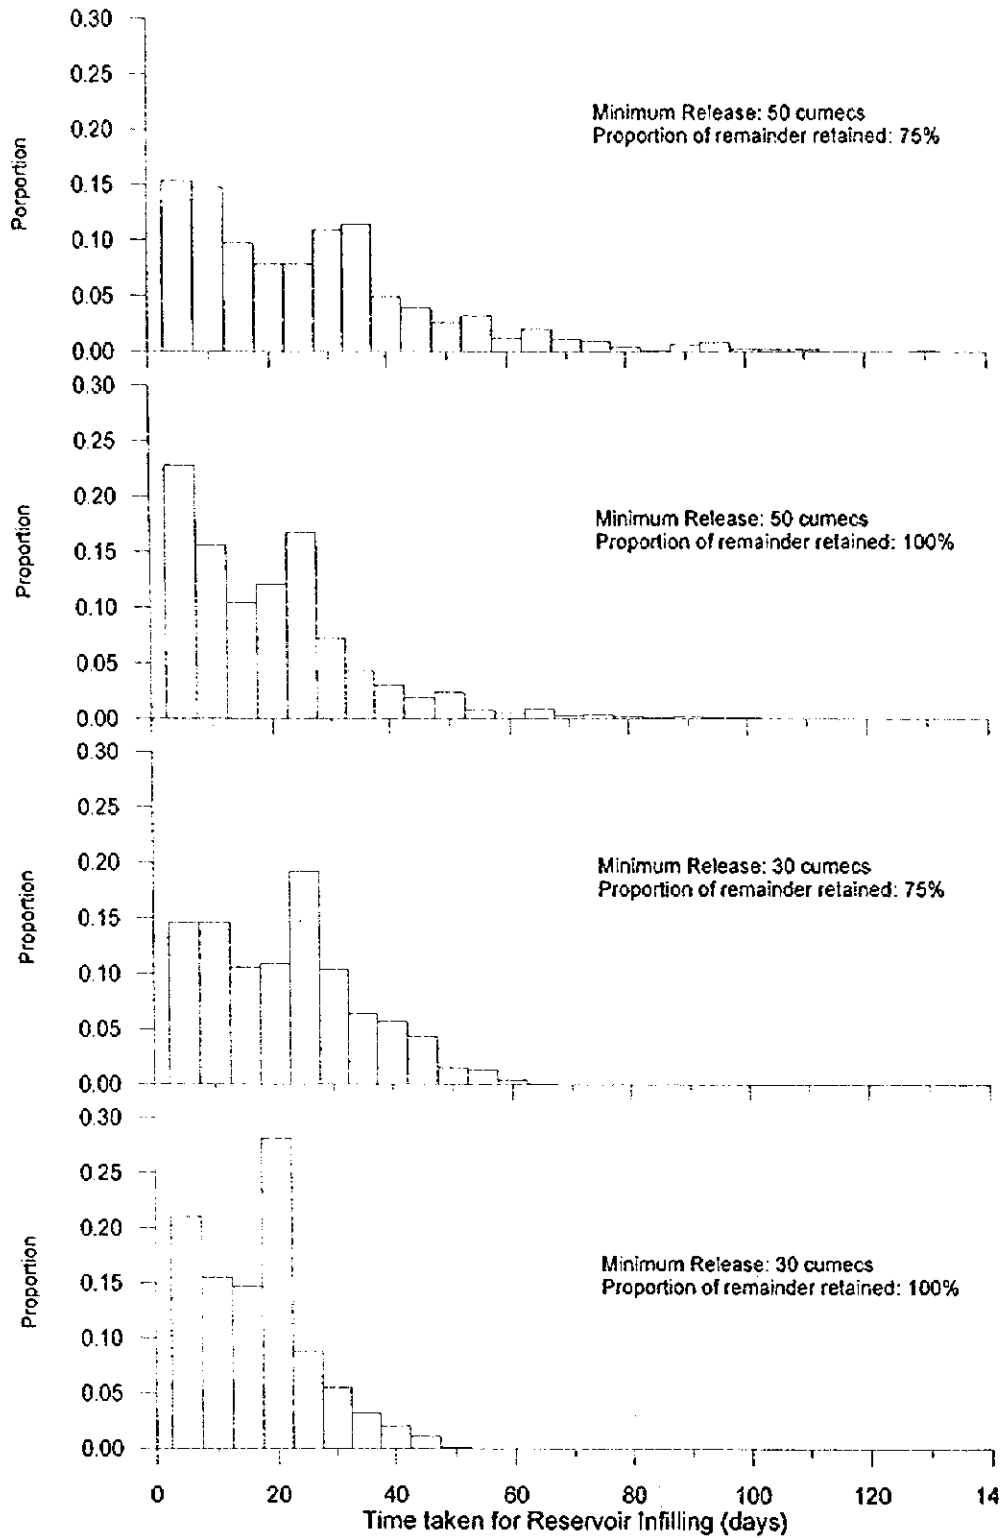 0.30
0.25
0.20
0.15
0.10
0.05
0.00
Porportion
Minimum Release: 50 cumecs
Proportion of remainder retained: 75%
0.30
0.25
0.20
0.15
0.10
0.05
0.00
Proportion
Minimum Release: 50 cumecs
Proportion of remainder retained: 100%
0.30
0.25
0.20
0.15
0.10
0.05
0.00
Proportion
Minimum Release: 30 cumecs
Proportion of remainder retained: 75%
0.30
0.25
0.20
0.15
0.10
0.05
0.00
Proportion
Minimum Release: 30 cumecs
Proportion of remainder retained: 100%
0 20 40 60 80 100 120 14
Time taken for Reservoir Infilling (days)